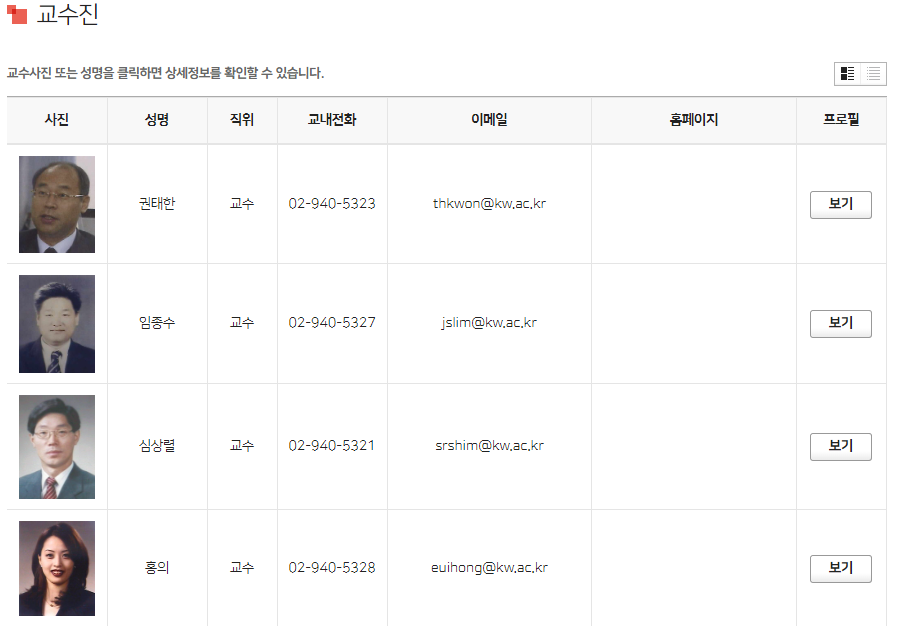 교수진
교수사진 또는 성명을 클릭하면 상세정보를 확인할 수 있습니다.
사진 성명 직위 교내전화 이메일 홈페이지 프로필
권태한 교수 02-940-5323 thkwon@kw.ac.kr 보기
임종수 교수 02-940-5327 jslim@kw.ac.kr 보기
심상렬 교수 02-940-5321 srshim@kw.ac.kr 보기
홍의 교수 02-940-5328 euihong@kw.ac.kr 보기